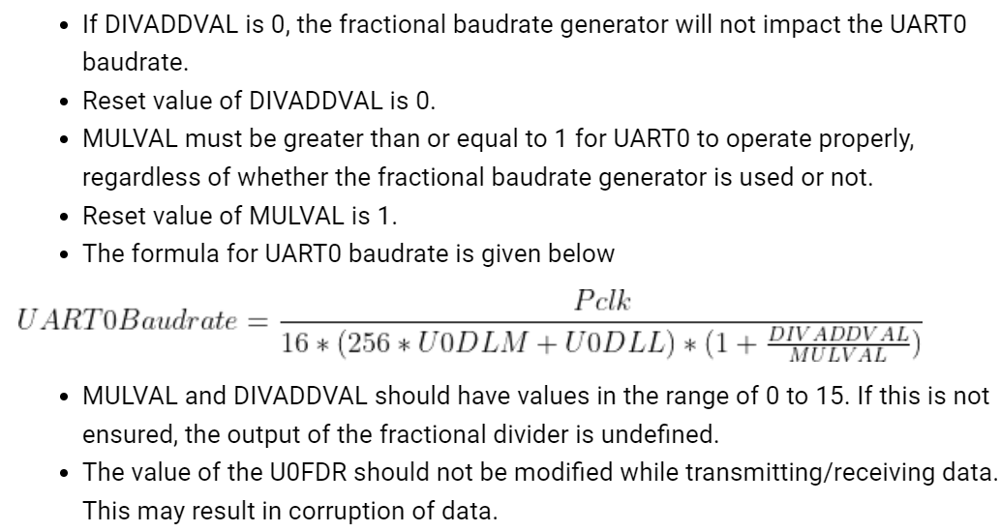 • If DIVADDVAL is 0, the fractional baudrate generator will not impact the UART0
baudrate.
• Reset value of DIVADDVAL is 0.
• MULVAL must be greater than or equal to 1 for UART0 to operate properly,
regardless of whether the fractional baudrate generator is used or not.
• Reset value of MULVAL is 1.
• The formula for UART0 baudrate is given below
UART0Baudrate = Pclk / 16 * (256 * U0DLM + U0DLL) * (1 + DIVADDVAL / MULVAL)
• MULVAL and DIVADDVAL should have values in the range of 0 to 15. If this is not
ensured, the output of the fractional divider is undefined.
• The value of the U0FDR should not be modified while transmitting/receiving data.
This may result in corruption of data.